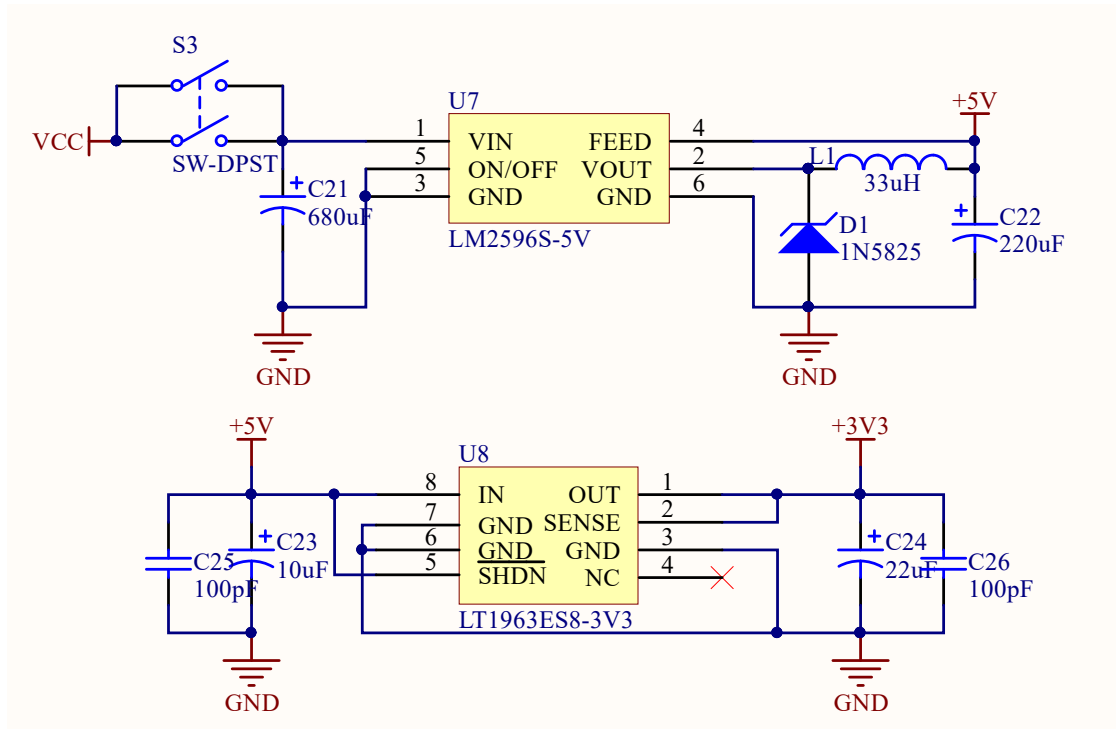 S3
VCC
SW-DPST
C21
680uF
GND
U7
1 VIN FEED 4
5 ON/OFF VOUT 2
3 GND GND 6
LM2596S-5V
+5V
L1
33uH
D1
1N5825
C22
220uF
GND
+5V
C25
100pF
C23
10uF
GND
U8
8 IN OUT 1
7 GND SENSE 2
6 GND GND 3
5 SHDN NC 4
LT1963ES8-3V3
+3V3
C24
22uF
C26
100pF
GND